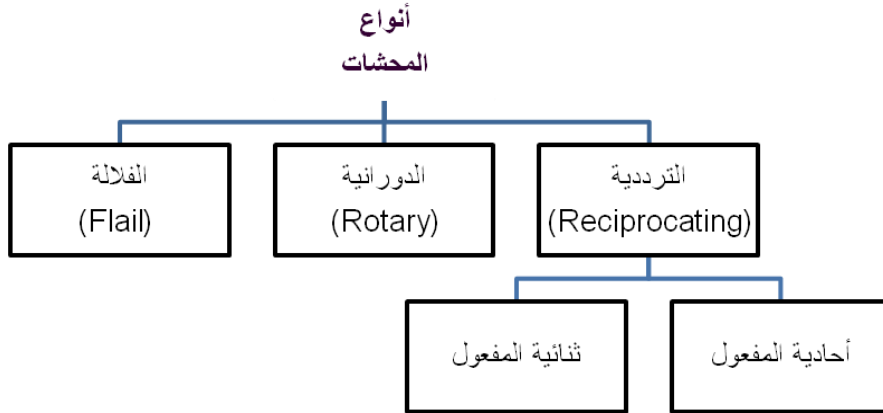 أنواع
المحشات
الترددية
(Reciprocating)
الدورانية
(Rotary)
الفلالة
(Flail)
أحادية المفعول
ثنائية المفعول